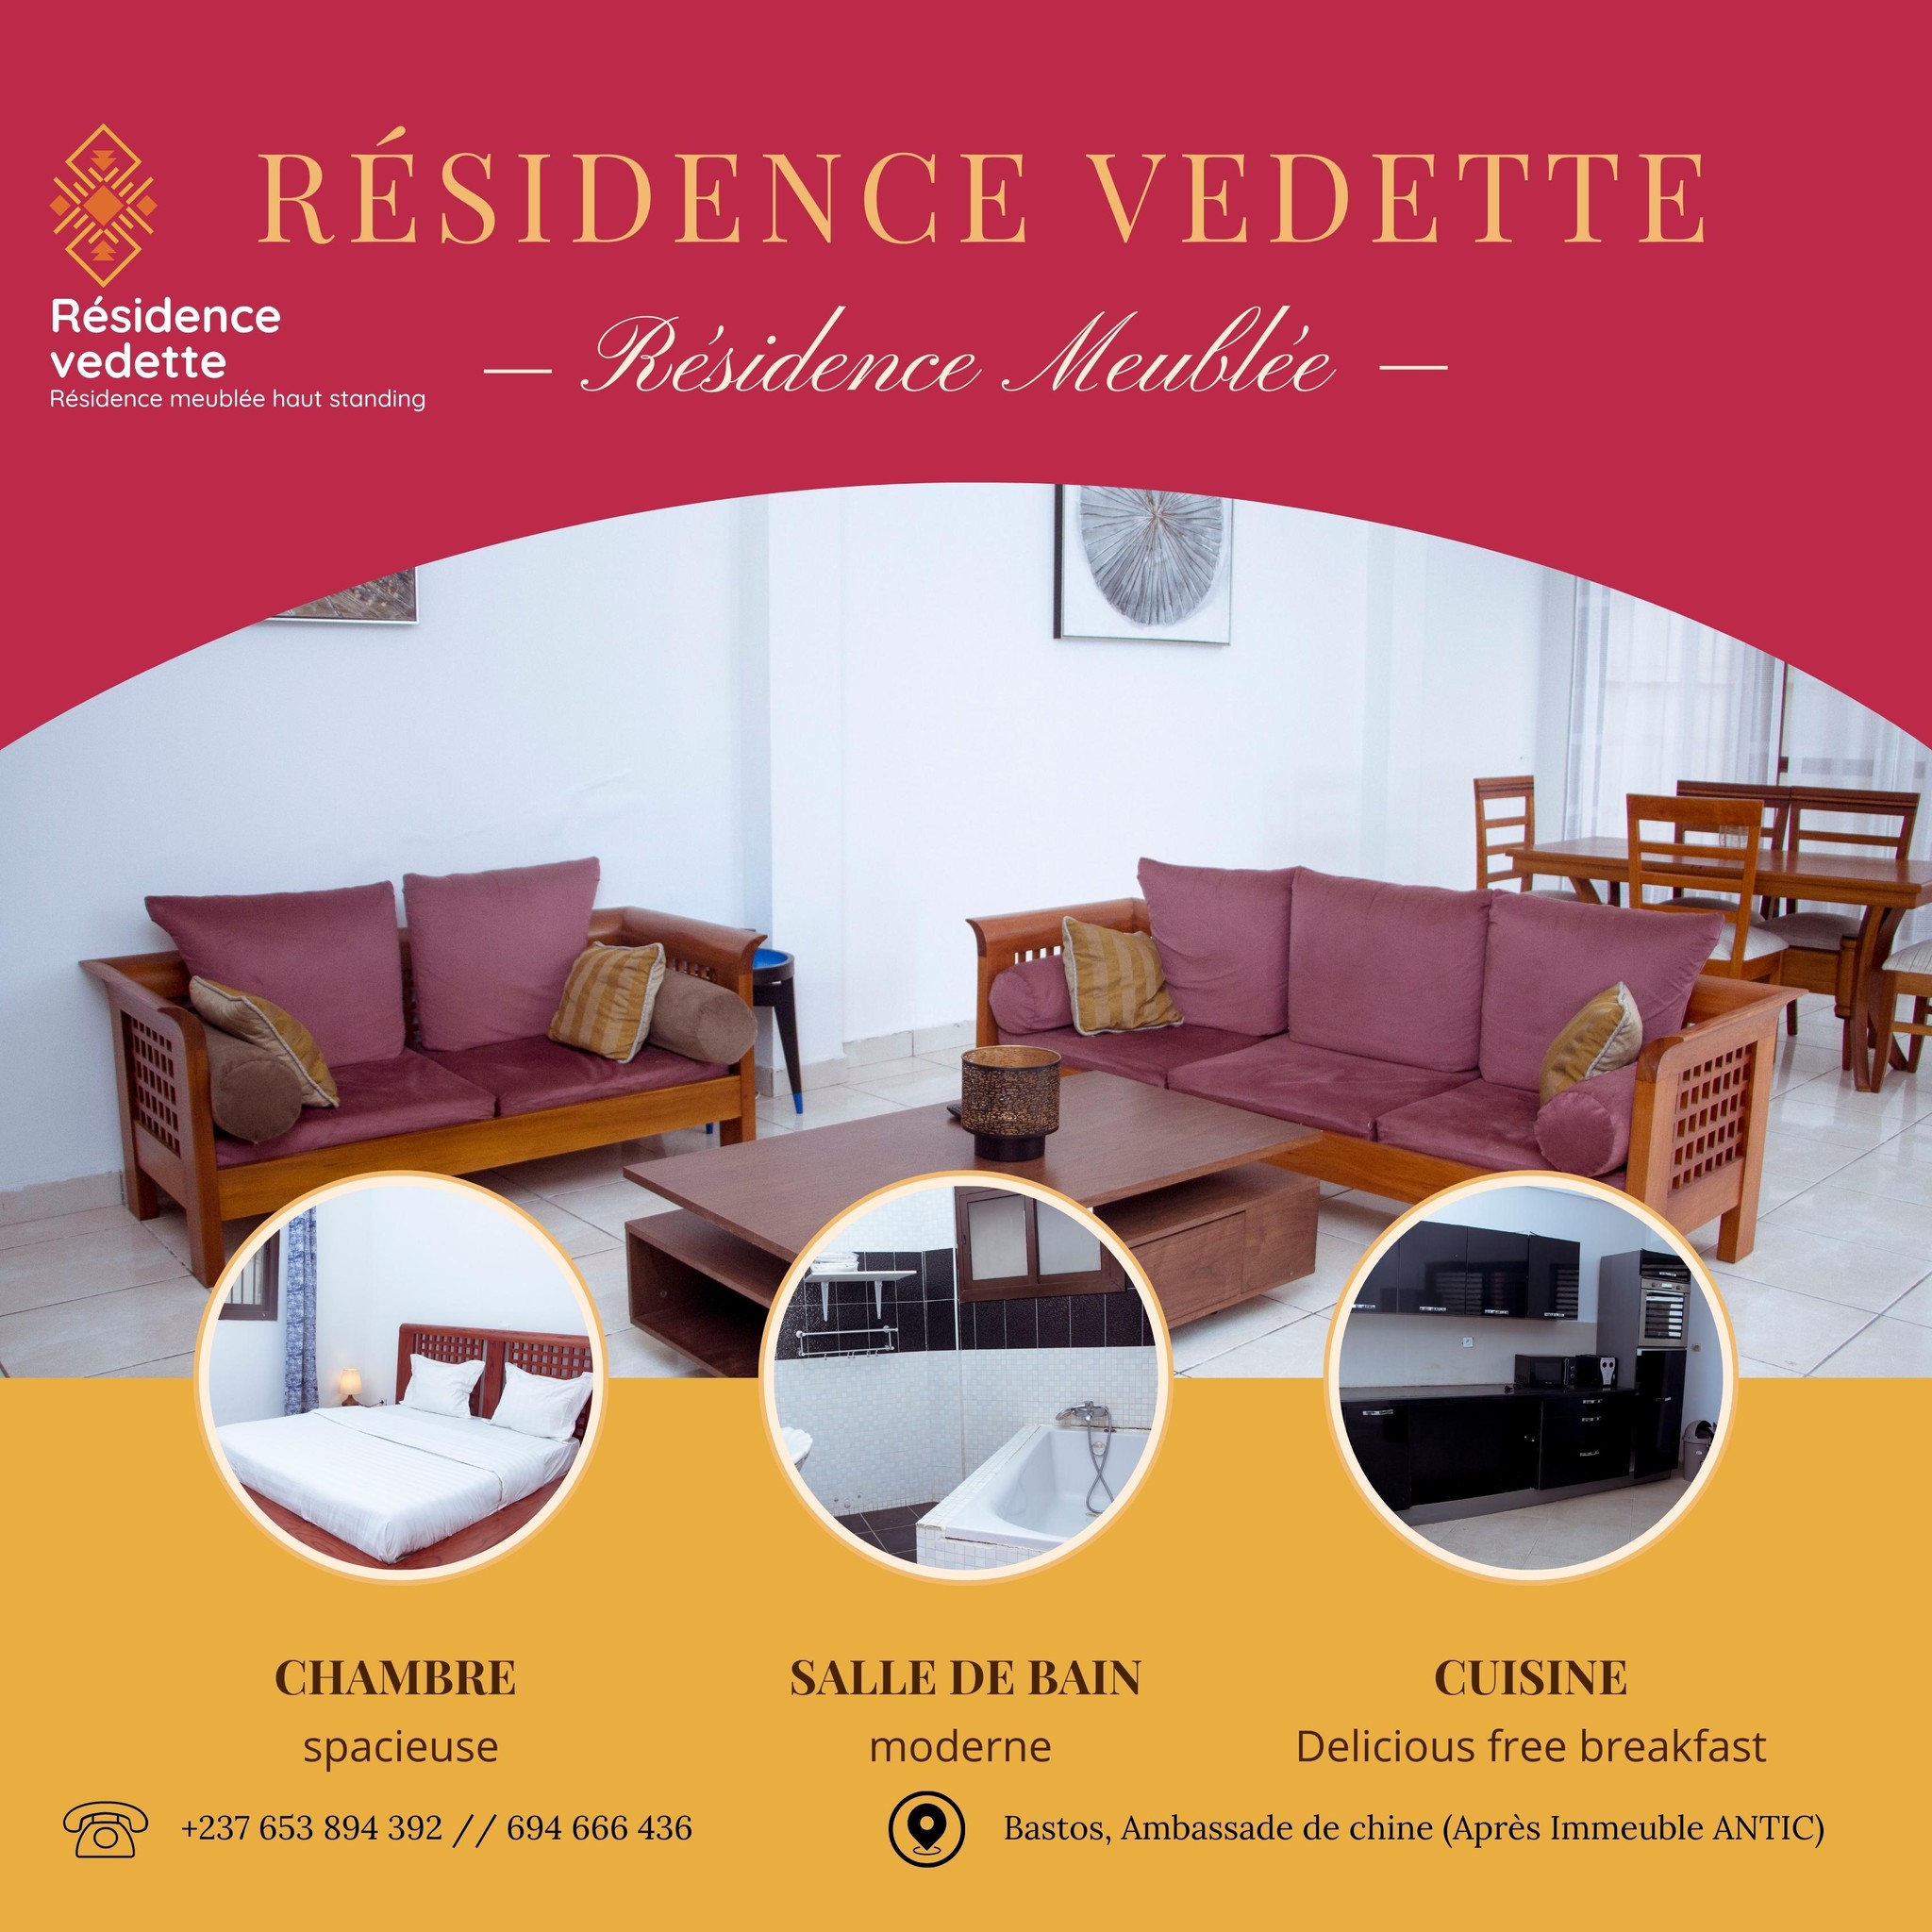 RÉSIDENCE VEDETTE
Résidence
vedette
Résidence meublée haut standing
— Résidence Meublée —
CHAMBRE
spacieuse
SALLE DE BAIN
moderne
CUISINE
Delicious free breakfast
+237 653 894 392 // 694 666 436
Bastos, Ambassade de chine (Après Immeuble ANTIC)